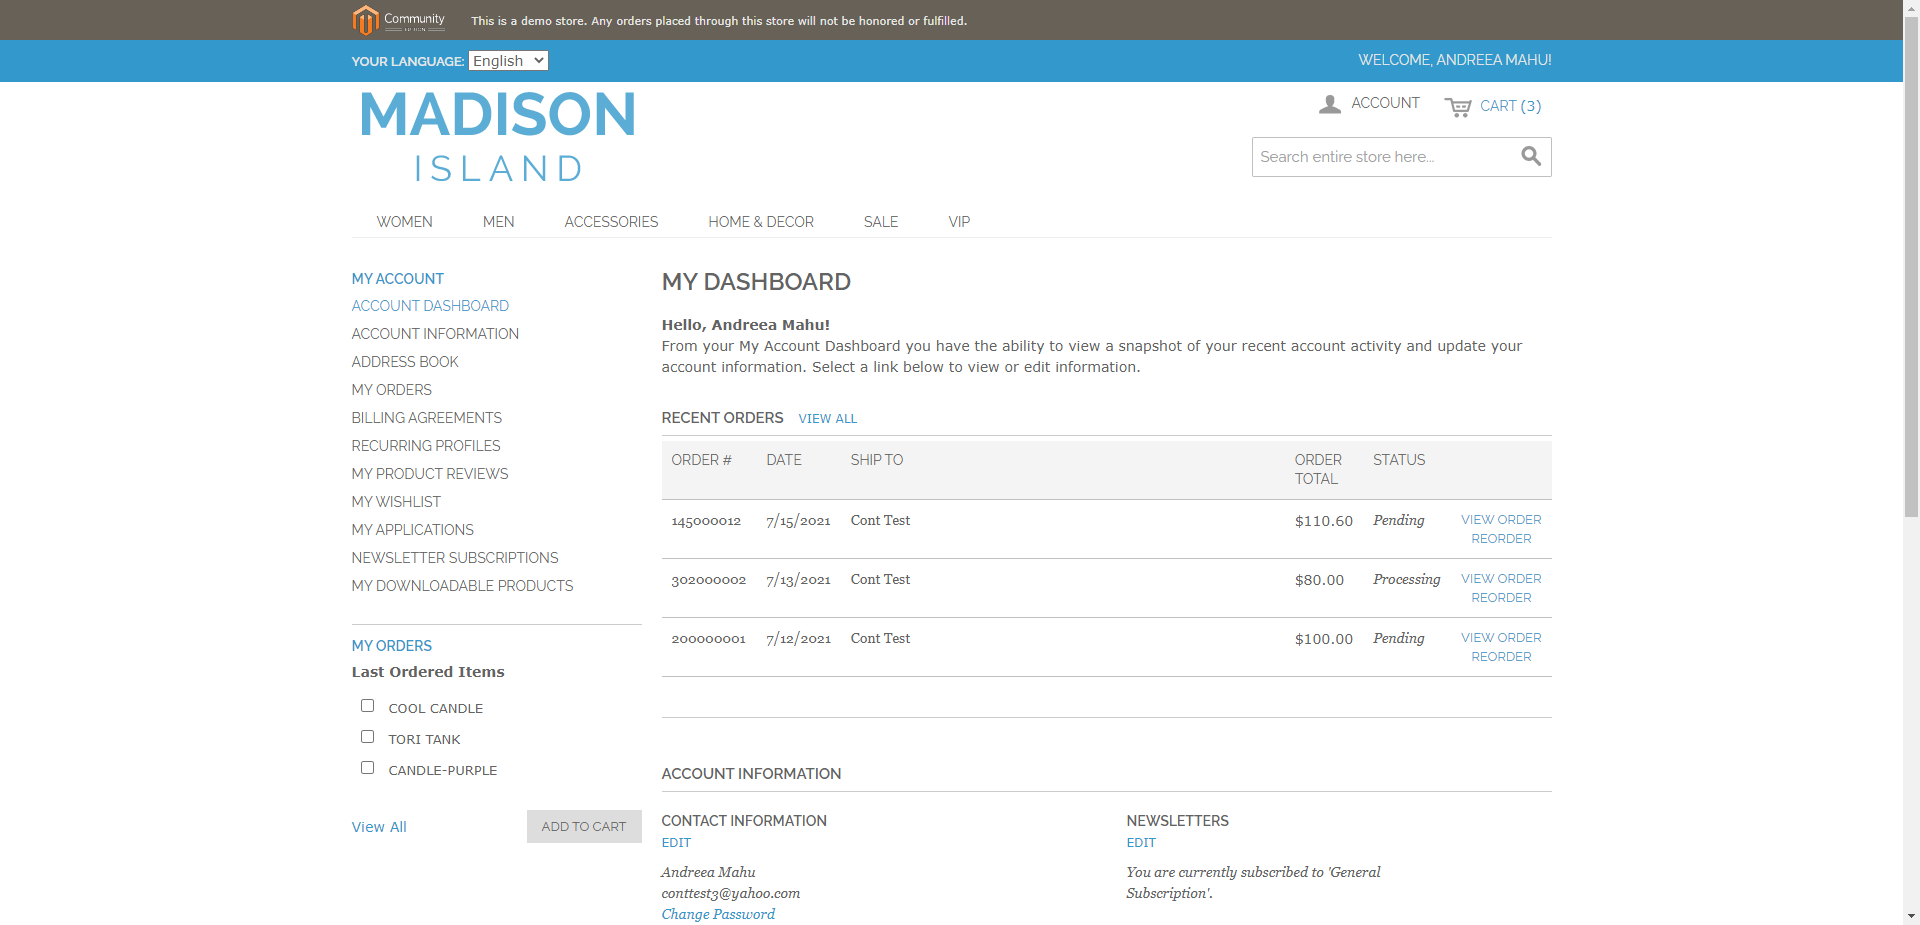 Community
EDITION
This is a demo store. Any orders placed through this store will not be honored or fulfilled.
YOUR LANGUAGE: English
WELCOME, ANDREEA MAHU!
MADISON
ISLAND
ACCOUNT CART (3)
Search entire store here...
WOMEN MEN ACCESSORIES HOME & DECOR SALE VIP
MY ACCOUNT
ACCOUNT DASHBOARD
ACCOUNT INFORMATION
ADDRESS BOOK
MY ORDERS
BILLING AGREEMENTS
RECURRING PROFILES
MY PRODUCT REVIEWS
MY WISHLIST
MY APPLICATIONS
NEWSLETTER SUBSCRIPTIONS
MY DOWNLOADABLE PRODUCTS
MY ORDERS
Last Ordered Items
COOL CANDLE
TORI TANK
CANDLE-PURPLE
View All ADD TO CART
MY DASHBOARD
Hello, Andreea Mahu!
From your My Account Dashboard you have the ability to view a snapshot of your recent account activity and update your
account information. Select a link below to view or edit information.
RECENT ORDERS VIEW ALL
ORDER # DATE SHIP TO ORDER TOTAL STATUS
145000012 7/15/2021 Cont Test $110.60 Pending VIEW ORDER
REORDER
302000002 7/13/2021 Cont Test $80.00 Processing VIEW ORDER
REORDER
200000001 7/12/2021 Cont Test $100.00 Pending VIEW ORDER
REORDER
ACCOUNT INFORMATION
CONTACT INFORMATION
EDIT
Andreea Mahu
conttest3@yahoo.com
Change Password
NEWSLETTERS
EDIT
You are currently subscribed to 'General
Subscription'.